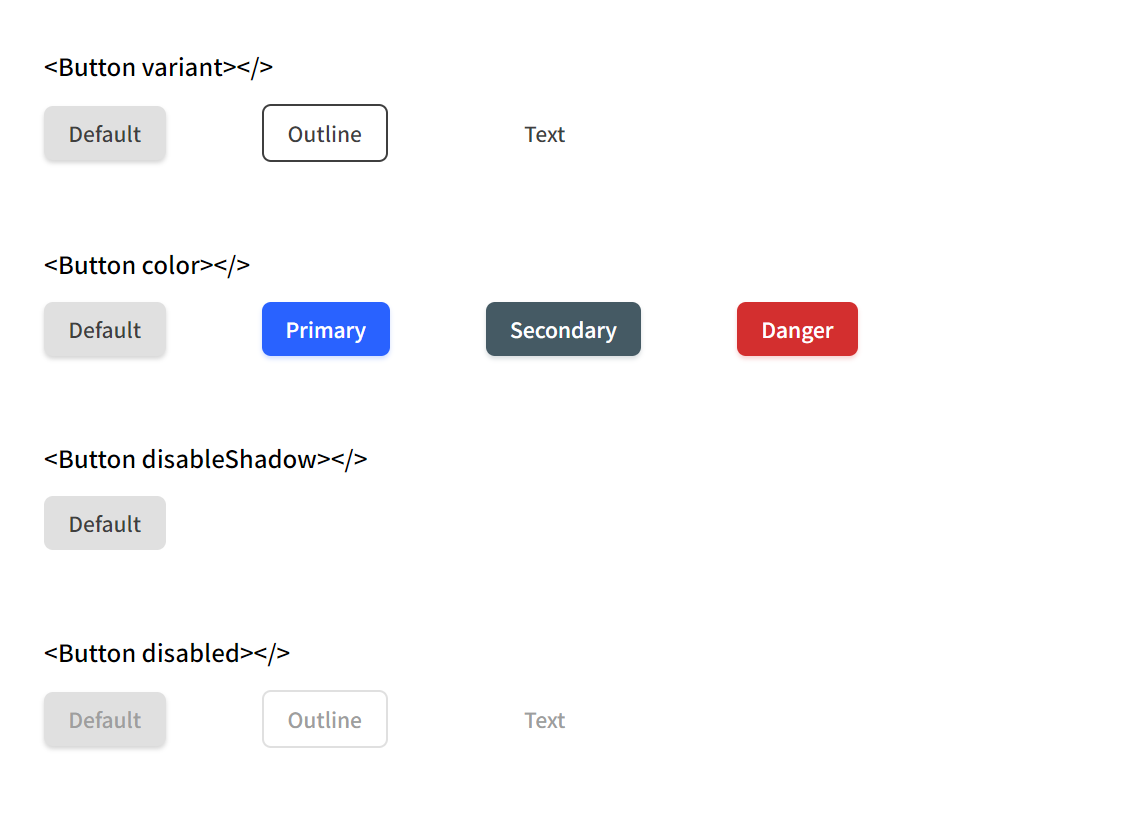 <Button variant></>
Default Outline Text
<Button color></>
Default Primary Secondary Danger
<Button disableShadow></>
Default
<Button disabled></>
Default Outline Text